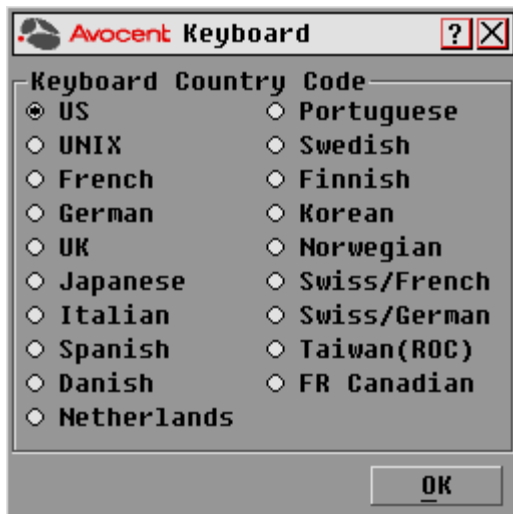 Avocent Keyboard ? X
Keyboard Country Code
US
UNIX
French
German
UK
Japanese
Italian
Spanish
Danish
Netherlands
Portuguese
Swedish
Finnish
Korean
Norwegian
Swiss/French
Swiss/German
Taiwan(ROC)
FR Canadian
OK